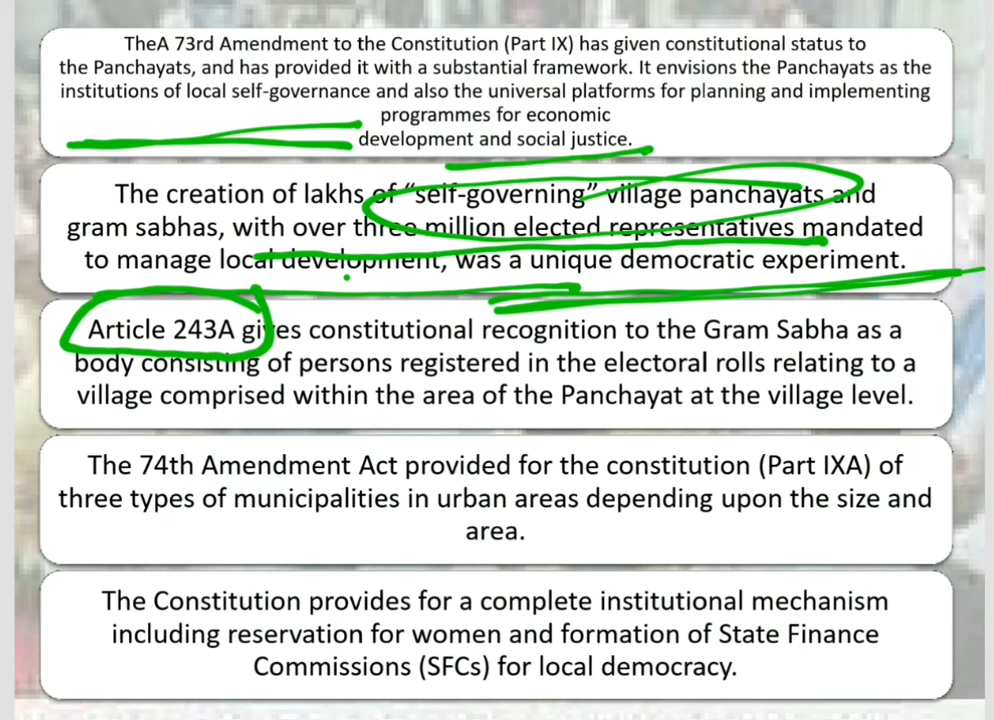 TheA 73rd Amendment to the Constitution (Part IX) has given constitutional status to
the Panchayats, and has provided it with a substantial framework. It envisions the Panchayats as the
institutions of local self-governance and also the universal platforms for planning and implementing
programmes for economic
development and social justice.
The creation of lakhs of “self-governing” village panchayats and
gram sabhas, with over three million elected representatives mandated
to manage local development, was a unique democratic experiment.
Article 243A gives constitutional recognition to the Gram Sabha as a
body consisting of persons registered in the electoral rolls relating to a
village comprised within the area of the Panchayat at the village level.
The 74th Amendment Act provided for the constitution (Part IXA) of
three types of municipalities in urban areas depending upon the size and
area.
The Constitution provides for a complete institutional mechanism
including reservation for women and formation of State Finance
Commissions (SFCs) for local democracy.